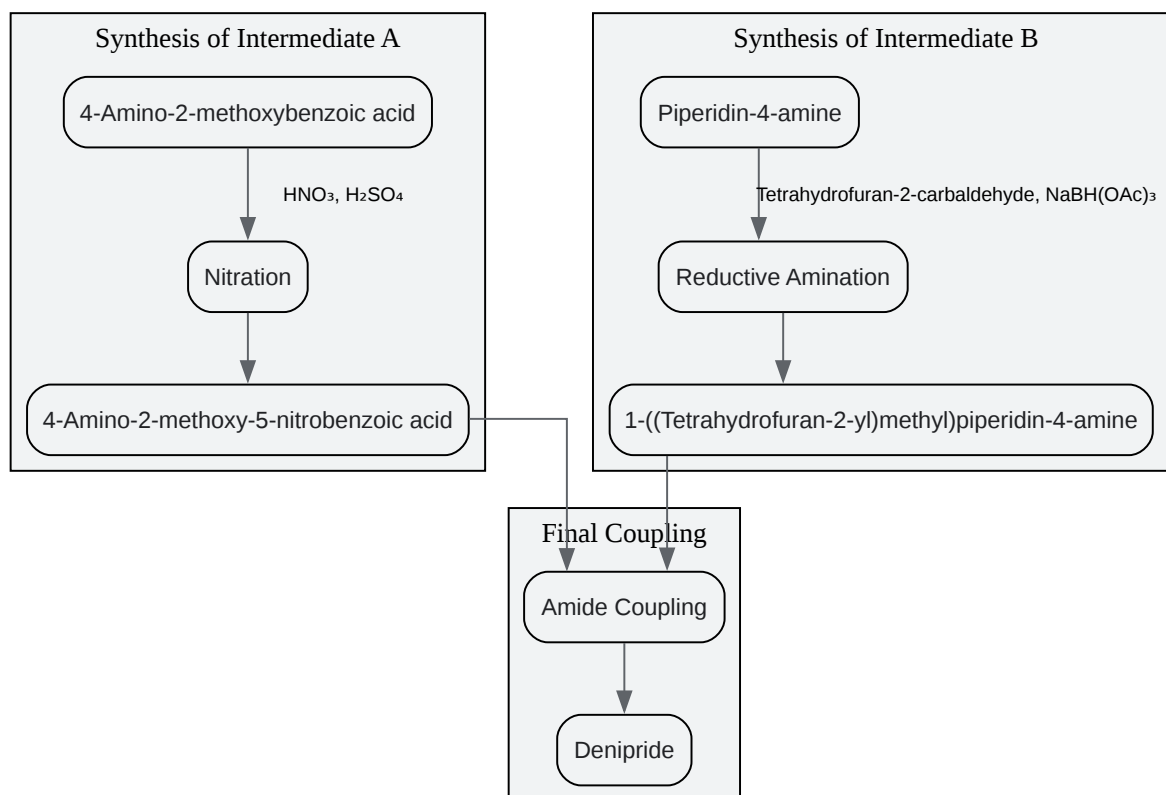 Synthesis of Intermediate A
4-Amino-2-methoxybenzoic acid
HNO₃, H₂SO₄
Nitration
4-Amino-2-methoxy-5-nitrobenzoic acid
Synthesis of Intermediate B
Piperidin-4-amine
Tetrahydrofuran-2-carbaldehyde, NaBH(OAc)₃
Reductive Amination
1-((Tetrahydrofuran-2-yl)methyl)piperidin-4-amine
Final Coupling
Amide Coupling
Denipride